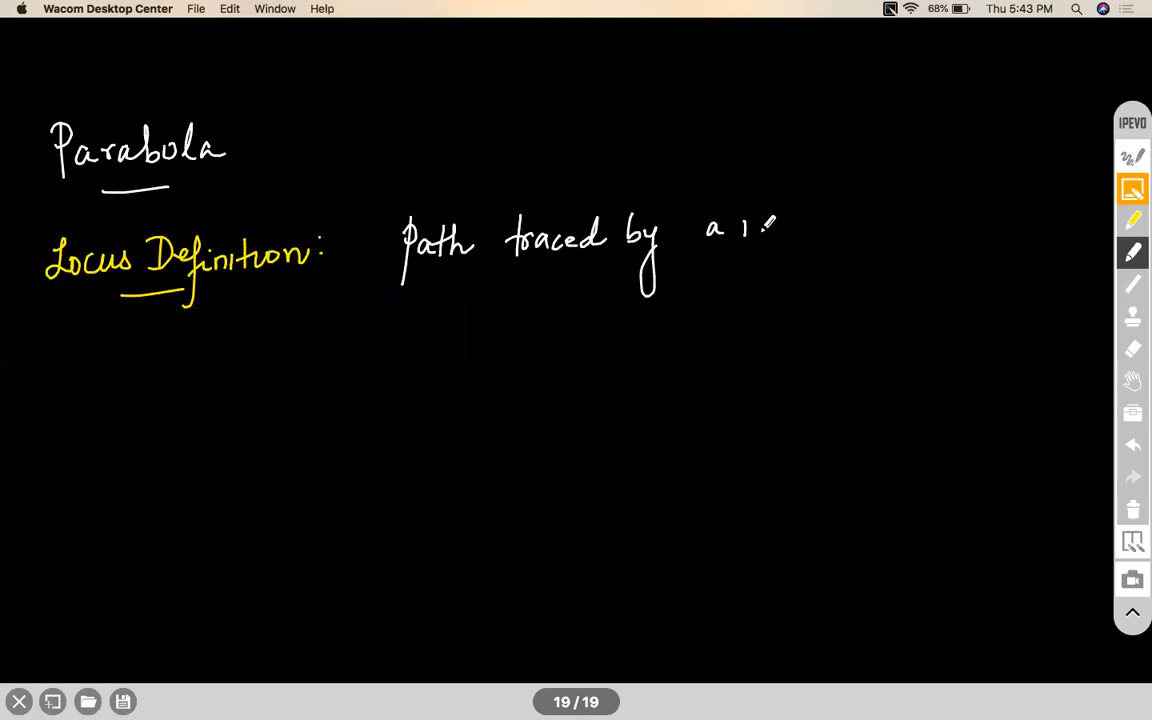 Wacom Desktop Center File Edit Window Help 68% Thu 5:43 PM
IPEVO
Parabola
Locus Definition: Path traced by a
19/19